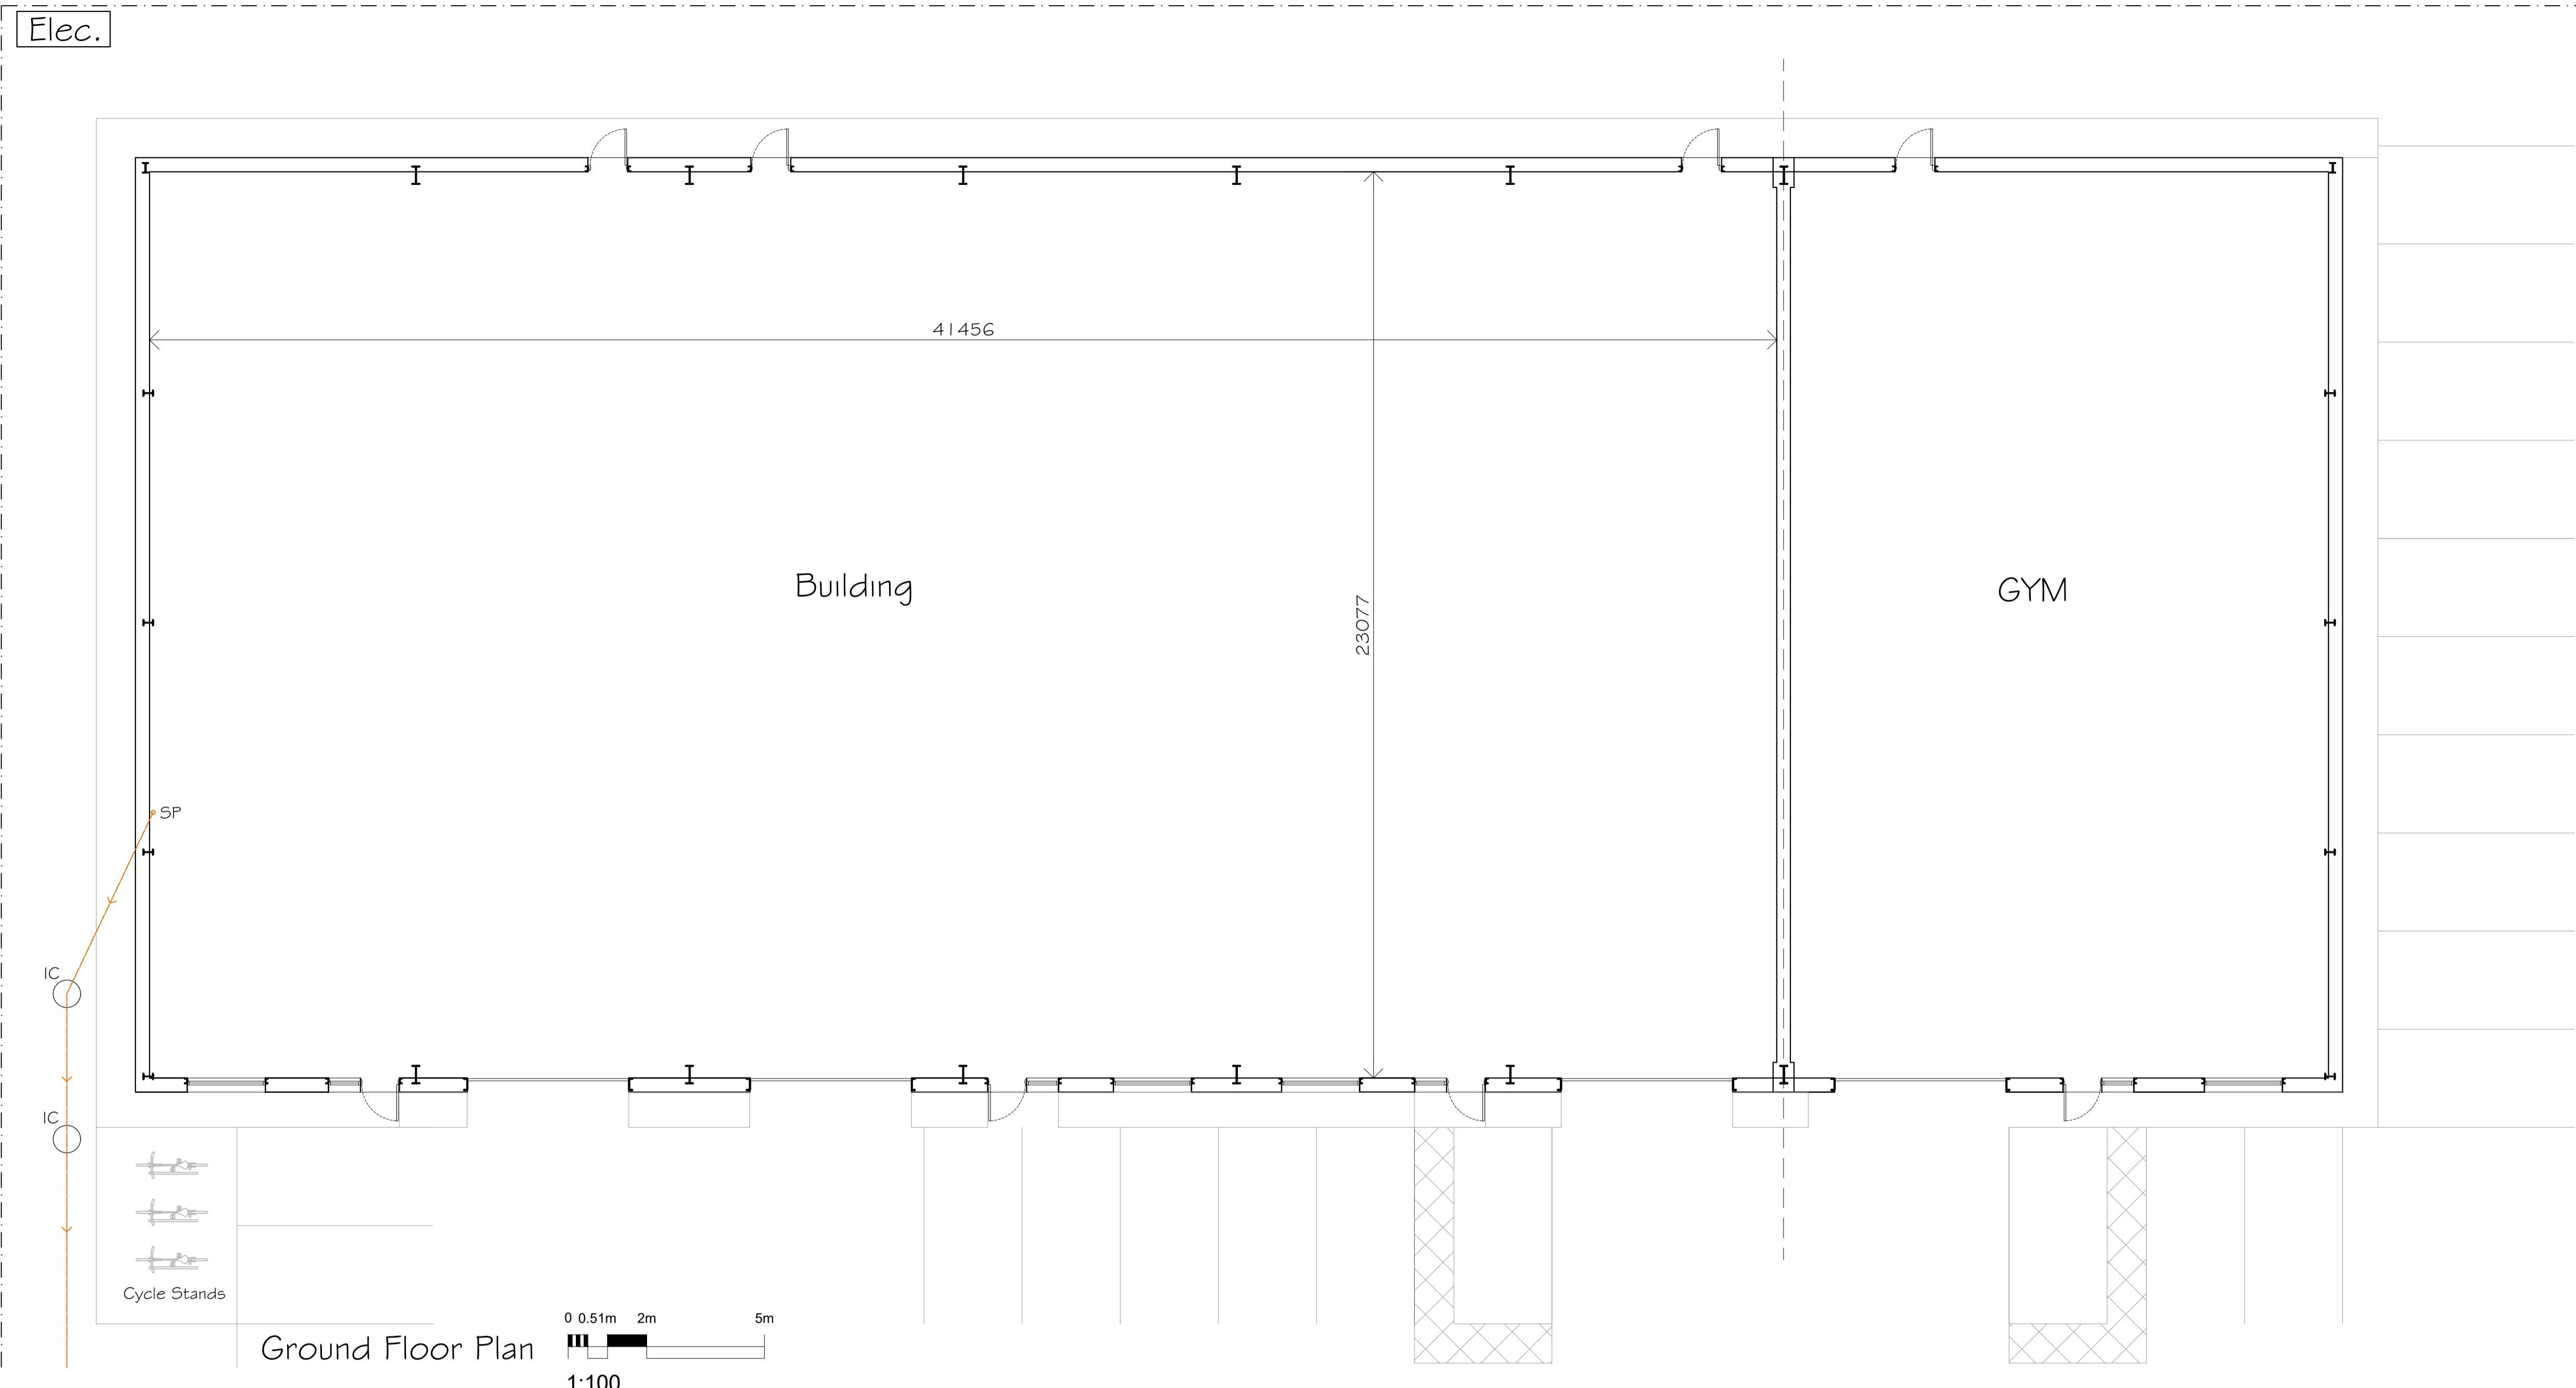 Elec.
41456
Building
23077
GYM
SP
IC
IC
Cycle Stands
Ground Floor Plan
0 0.51m 2m 5m
1:100